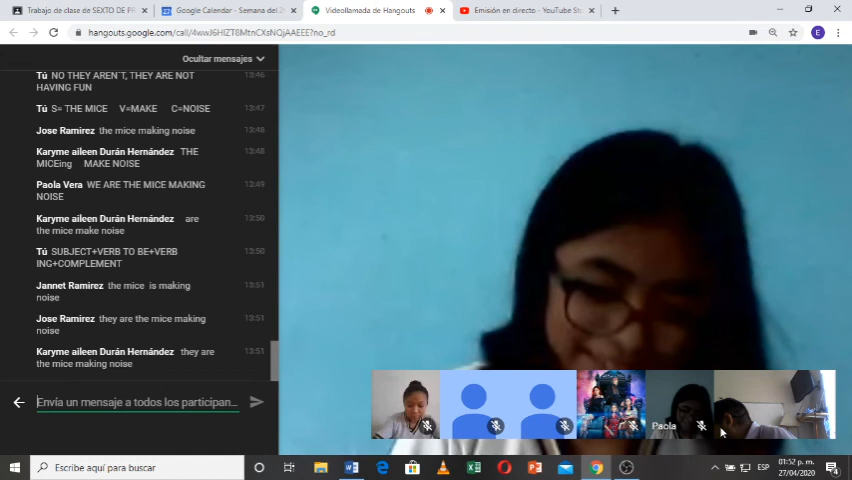 Trabajo de clase de SEXTO DE PR
Google Calendar - Semana del 2
Videollamada de Hangouts
Emisión en directo - YouTube St
hangouts.google.com/call/4wwJ6HIZT8MtnCXsNQjAAEEE?no_rd
E
Ocultar mensajes
Tú NO THEY AREN'T, THEY ARE NOT 13:46
HAVING FUN
Tú S= THE MICE V=MAKE C=NOISE 13:47
Jose Ramirez the mice making noise 13:48
Karyme aileen Durán Hernández THE 13:48
MICEing MAKE NOISE
Paola Vera WE ARE THE MICE MAKING 13:49
NOISE
Karyme aileen Durán Hernández are 13:50
the mice make noise
Tú SUBJECT+VERB TO BE+VERB 13:50
ING+COMPLEMENT
Jannet Ramirez the mice is making 13:51
noise
Jose Ramirez they are the mice making 13:51
noise
Karyme aileen Durán Hernández they are 13:51
the mice making noise
Envía un mensaje a todos los participan...
Paola
Escribe aquí para buscar
ESP
01:52 p. m.
27/04/2020
4